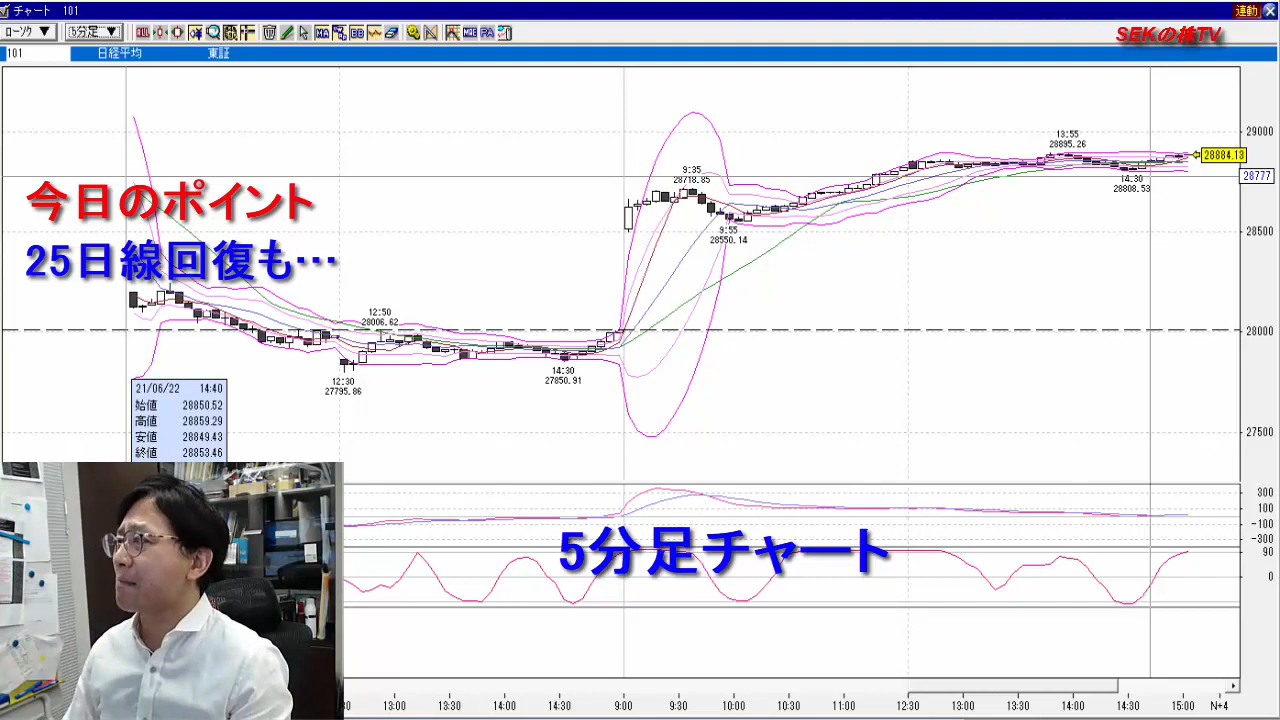 チャート 101
連動
ローソク ▼ 5分足 ▼
MA
BB
SEKの株TV
101 日経平均 東証
13:55
28895.26
29000
28884.13
28777
14:30
28808.53
9:35
28718.85
今日のポイント
25日線回復も…
28500
9:55
28550.14
12:50
28006.62
28000
14:30
27850.91
12:30
27795.86
21/06/22 14:40
始値 28850.52
高値 28859.29
安値 28849.43
終値 28853.46
27500
300
100
-100
-300
90
0
5分足チャート
13:00 13:30 14:00 14:30 9:00 9:30 10:00 10:30 11:00 12:30 13:00 13:30 14:00 14:30 15:00 N+4